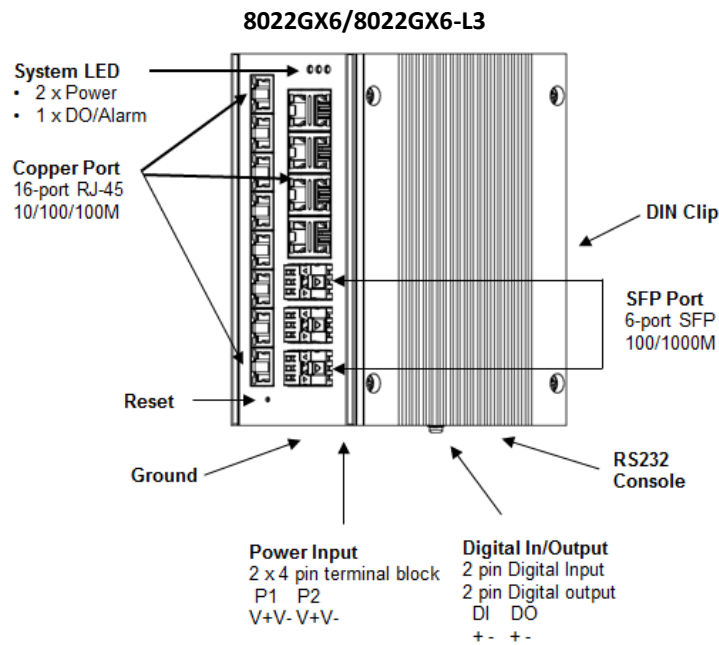 8022GX6/8022GX6-L3
System LED
• 2 x Power
• 1 x DO/Alarm
Copper Port
16-port RJ-45
10/100/100M
DIN Clip
SFP Port
6-port SFP
100/1000M
Reset
Ground
RS232
Console
Power Input
2 x 4 pin terminal block
P1 P2
V+V- V+V-
Digital In/Output
2 pin Digital Input
2 pin Digital output
DI DO
+ - + -